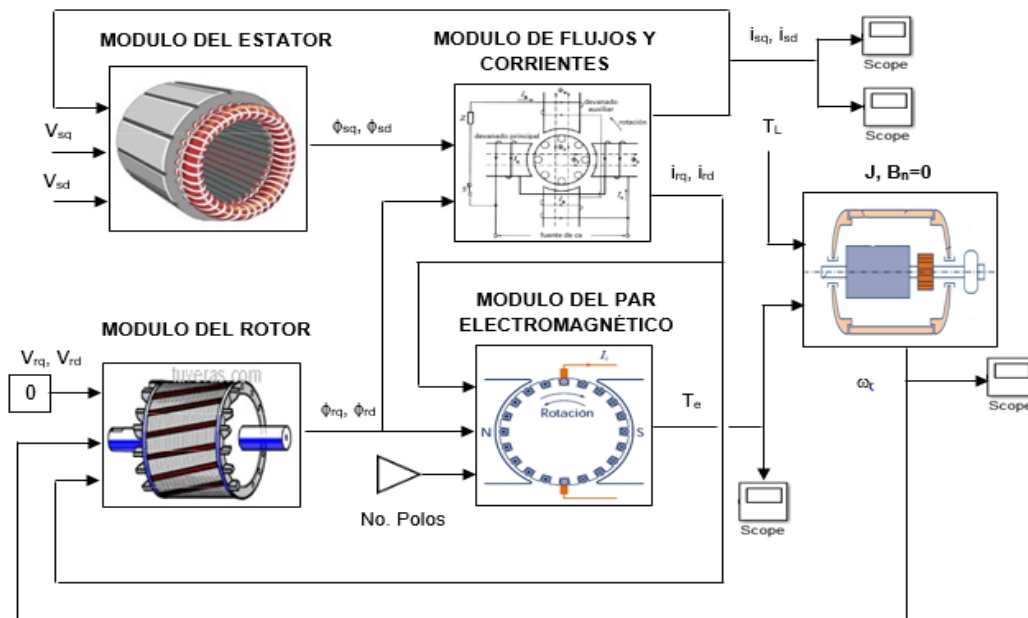 MODULO DEL ESTATOR
MODULO DE FLUJOS Y
CORRIENTES
isq, isd
Scope
Scope
Vsq
Vsd
ϕsq, ϕsd
devanado
auxiliar
rotación
devanado principal
fuente de ca
irq, ird
TL
J, Bn=0
MODULO DEL ROTOR
MODULO DEL PAR
ELECTROMAGNÉTICO
Vrq, Vrd
0
tuveras.com
ϕrq, ϕrd
Rotación
N
S
Te
ωr
Scope
No. Polos
Scope